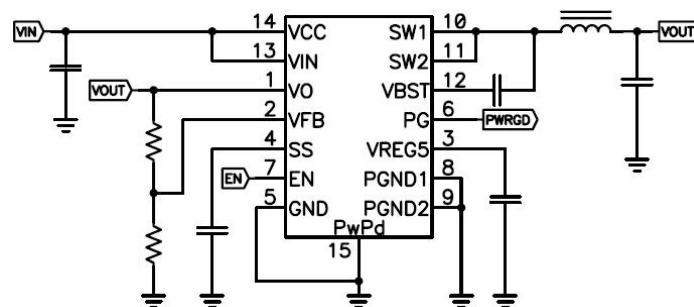 14 VCC SW1 10
VIN VOUT
13 VIN SW2 11
VOUT 1 VO VBST 12
2 VFB PG 6 PWRGD
4 SS VREG5 3
EN 7 EN PGND1 8
5 GND PGND2 9
PwPd
15